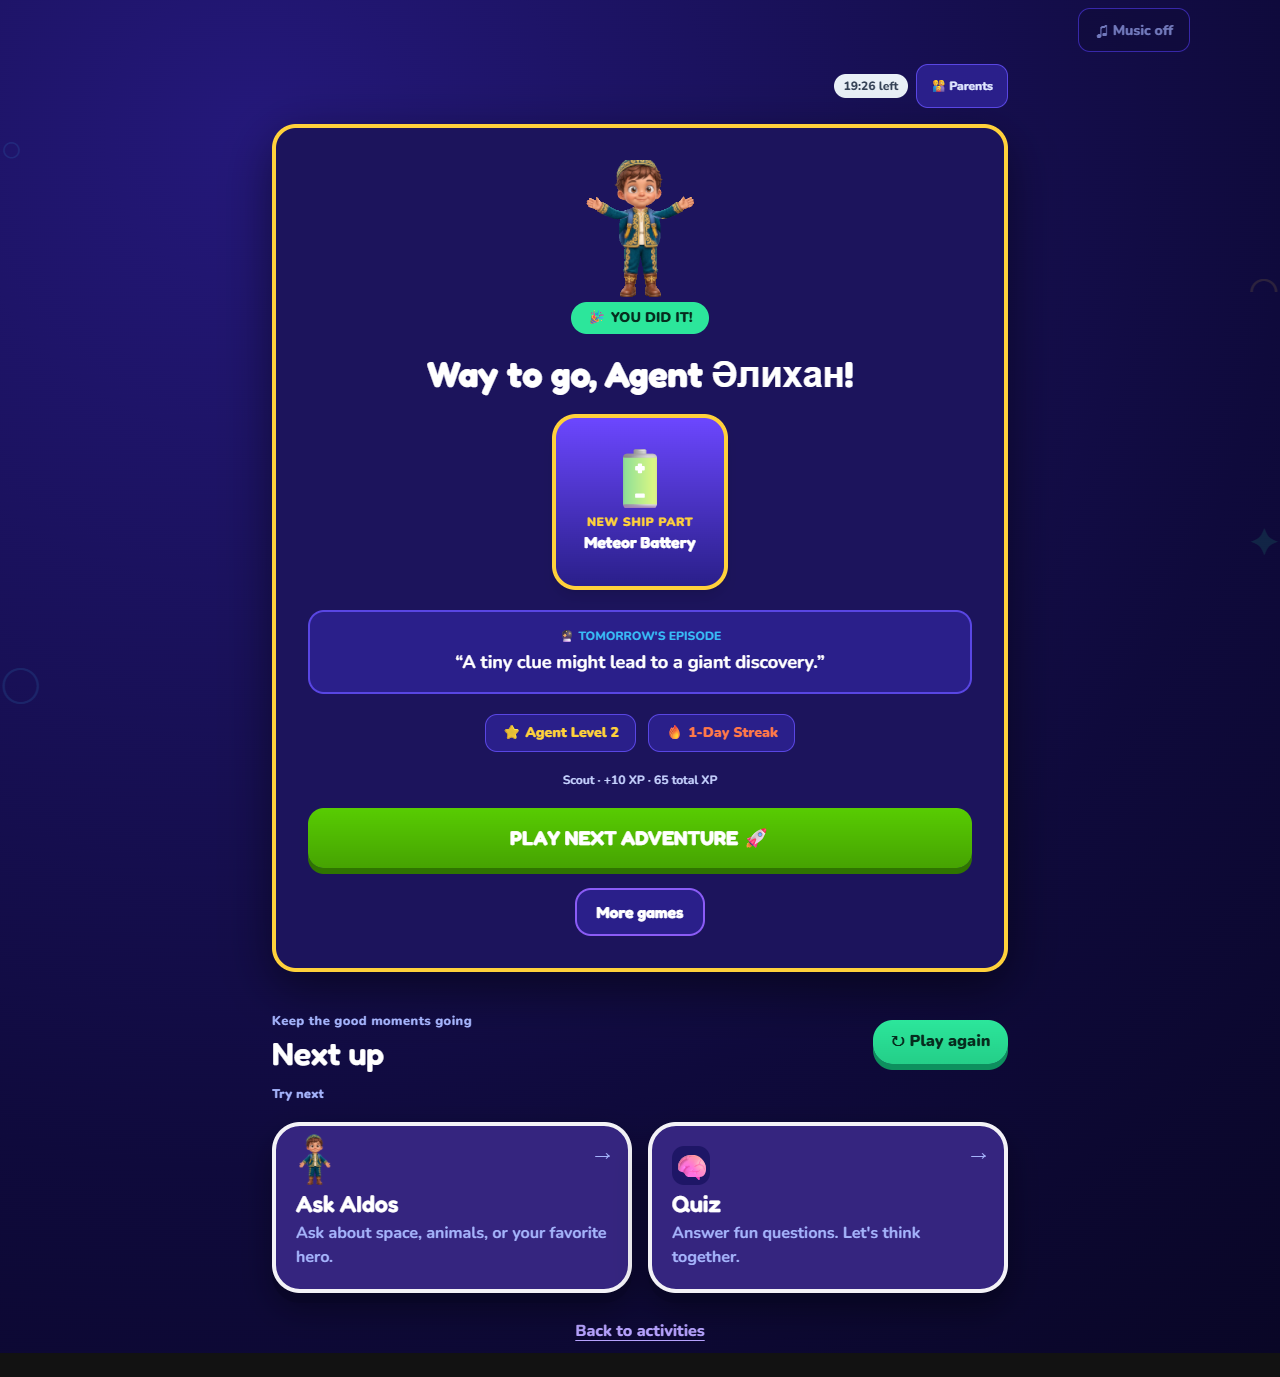 ♫ Music off
19:26 left
Parents
🎉 YOU DID IT!
Way to go, Agent Әлихан!
NEW SHIP PART
Meteor Battery
🔮 TOMORROW'S EPISODE
“A tiny clue might lead to a giant discovery.”
⭐ Agent Level 2
🔥 1-Day Streak
Scout · +10 XP · 65 total XP
PLAY NEXT ADVENTURE 🚀
More games
Keep the good moments going
Next up
↻ Play again
Try next
→
Ask Aldos
Ask about space, animals, or your favorite
hero.
→
Quiz
Answer fun questions. Let's think
together.
Back to activities